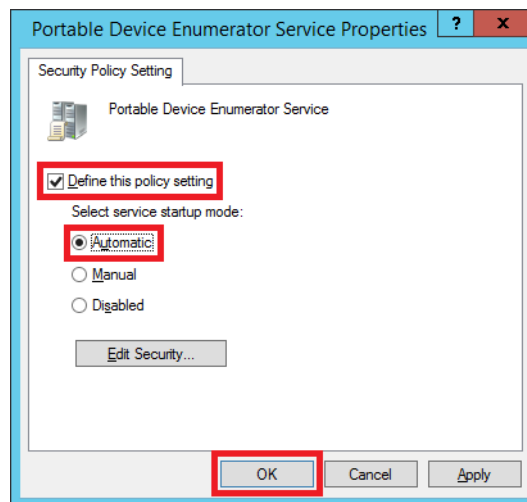 Portable Device Enumerator Service Properties ? x
Security Policy Setting
Portable Device Enumerator Service
Define this policy setting
Select service startup mode:
Automatic
Manual
Disabled
Edit Security...
OK Cancel Apply